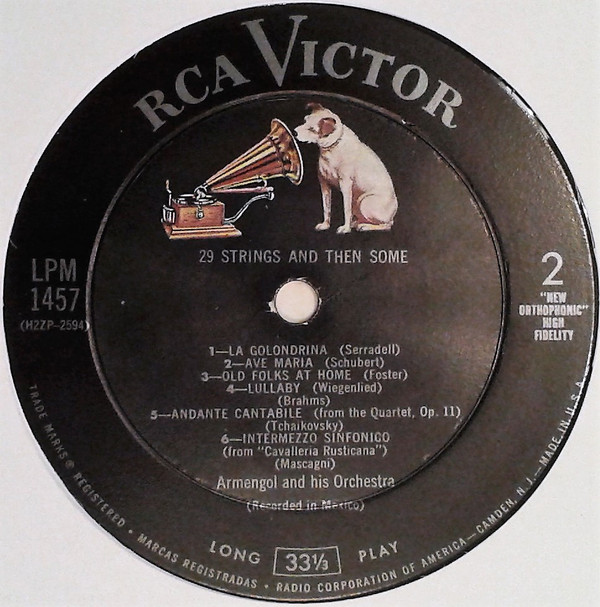 RCA VICTOR
29 STRINGS AND THEN SOME
LPM
1457
(H2ZP-2594)
2
"NEW
ORTHOPHONIC"
HIGH
FIDELITY
1—LA GOLONDRINA (Serradell)
2—AVE MARIA (Schubert)
3—OLD FOLKS AT HOME (Foster)
4—LULLABY (Wiegenlied)
(Brahms)
5—ANDANTE CANTABILE (from the Quartet, Op. 11)
(Tchaikovsky)
6—INTERMEZZO SINFONICO
(from "Cavalleria Rusticana")
(Mascagni)
Armengol and his Orchestra
(Recorded in Mexico)
LONG 33⅓ PLAY
TRADE MARKS ® REGISTERED • MARCAS REGISTRADAS • RADIO CORPORATION OF AMERICA—CAMDEN, N. J.—MADE IN U.S.A.